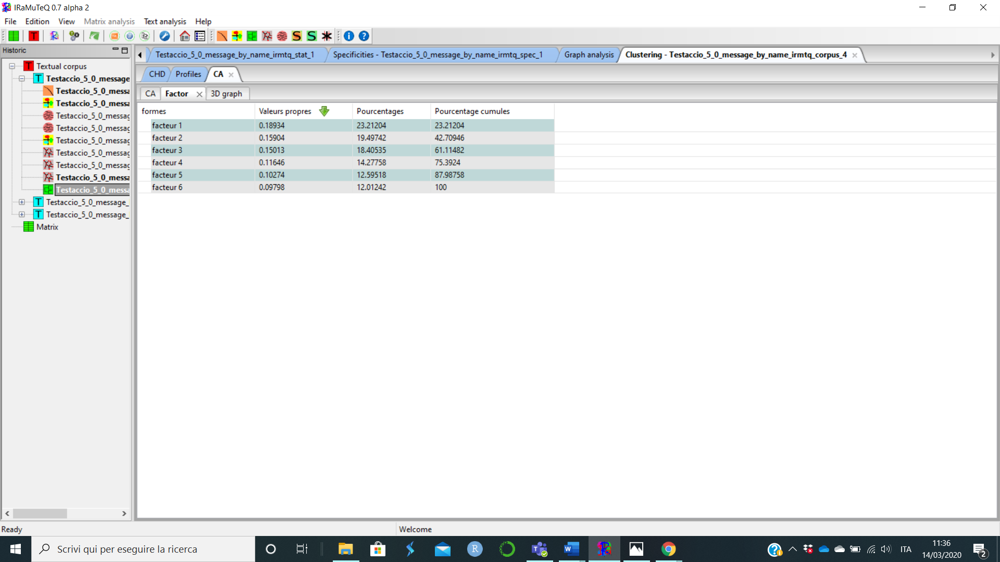 IRaMuTeQ 0.7 alpha 2
File Edition View Matrix analysis Text analysis Help
Historic
Textual corpus
Testaccio_5_0_message
Testaccio_5_0_messa
Testaccio_5_0_messa
Testaccio_5_0_messag
Testaccio_5_0_messag
Testaccio_5_0_messag
Testaccio_5_0_messag
Testaccio_5_0_messag
Testaccio_5_0_messa
Testaccio_5_0_messa
Testaccio_5_0_message_
Testaccio_5_0_message_
Matrix
Testaccio_5_0_message_by_name_irmtq_stat_1 Specificities - Testaccio_5_0_message_by_name_irmtq_spec_1 Graph analysis Clustering - Testaccio_5_0_message_by_name_irmtq_corpus_4
CHD Profiles CA
CA Factor 3D graph
formes Valeurs propres Pourcentages Pourcentage cumules
facteur 1 0.18934 23.21204 23.21204
facteur 2 0.15904 19.49742 42.70946
facteur 3 0.15013 18.40535 61.11482
facteur 4 0.11646 14.27758 75.3924
facteur 5 0.10274 12.59518 87.98758
facteur 6 0.09798 12.01242 100
Ready Welcome
Scrivi qui per eseguire la ricerca
ITA
11:36
14/03/2020
2